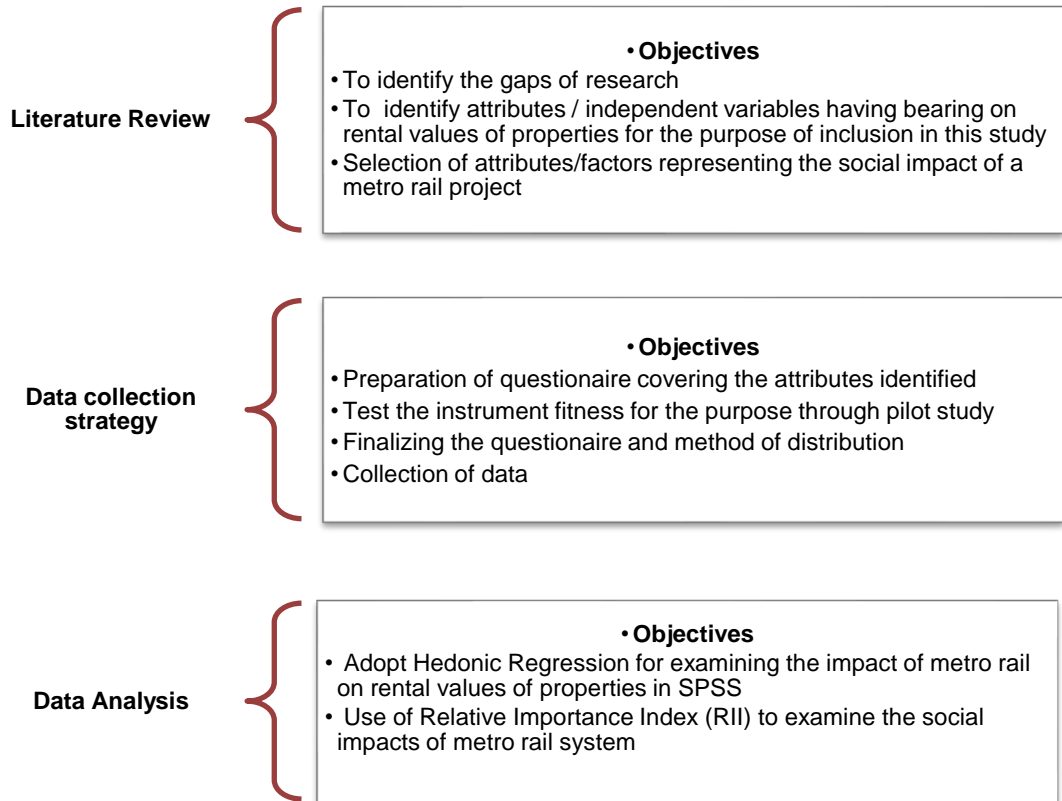 Literature Review
• Objectives
• To identify the gaps of research
• To identify attributes / independent variables having bearing on
rental values of properties for the purpose of inclusion in this study
• Selection of attributes/factors representing the social impact of a
metro rail project
Data collection
strategy
• Objectives
• Preparation of questionaire covering the attributes identified
• Test the instrument fitness for the purpose through pilot study
• Finalizing the questionaire and method of distribution
• Collection of data
Data Analysis
• Objectives
• Adopt Hedonic Regression for examining the impact of metro rail
on rental values of properties in SPSS
• Use of Relative Importance Index (RII) to examine the social
impacts of metro rail system